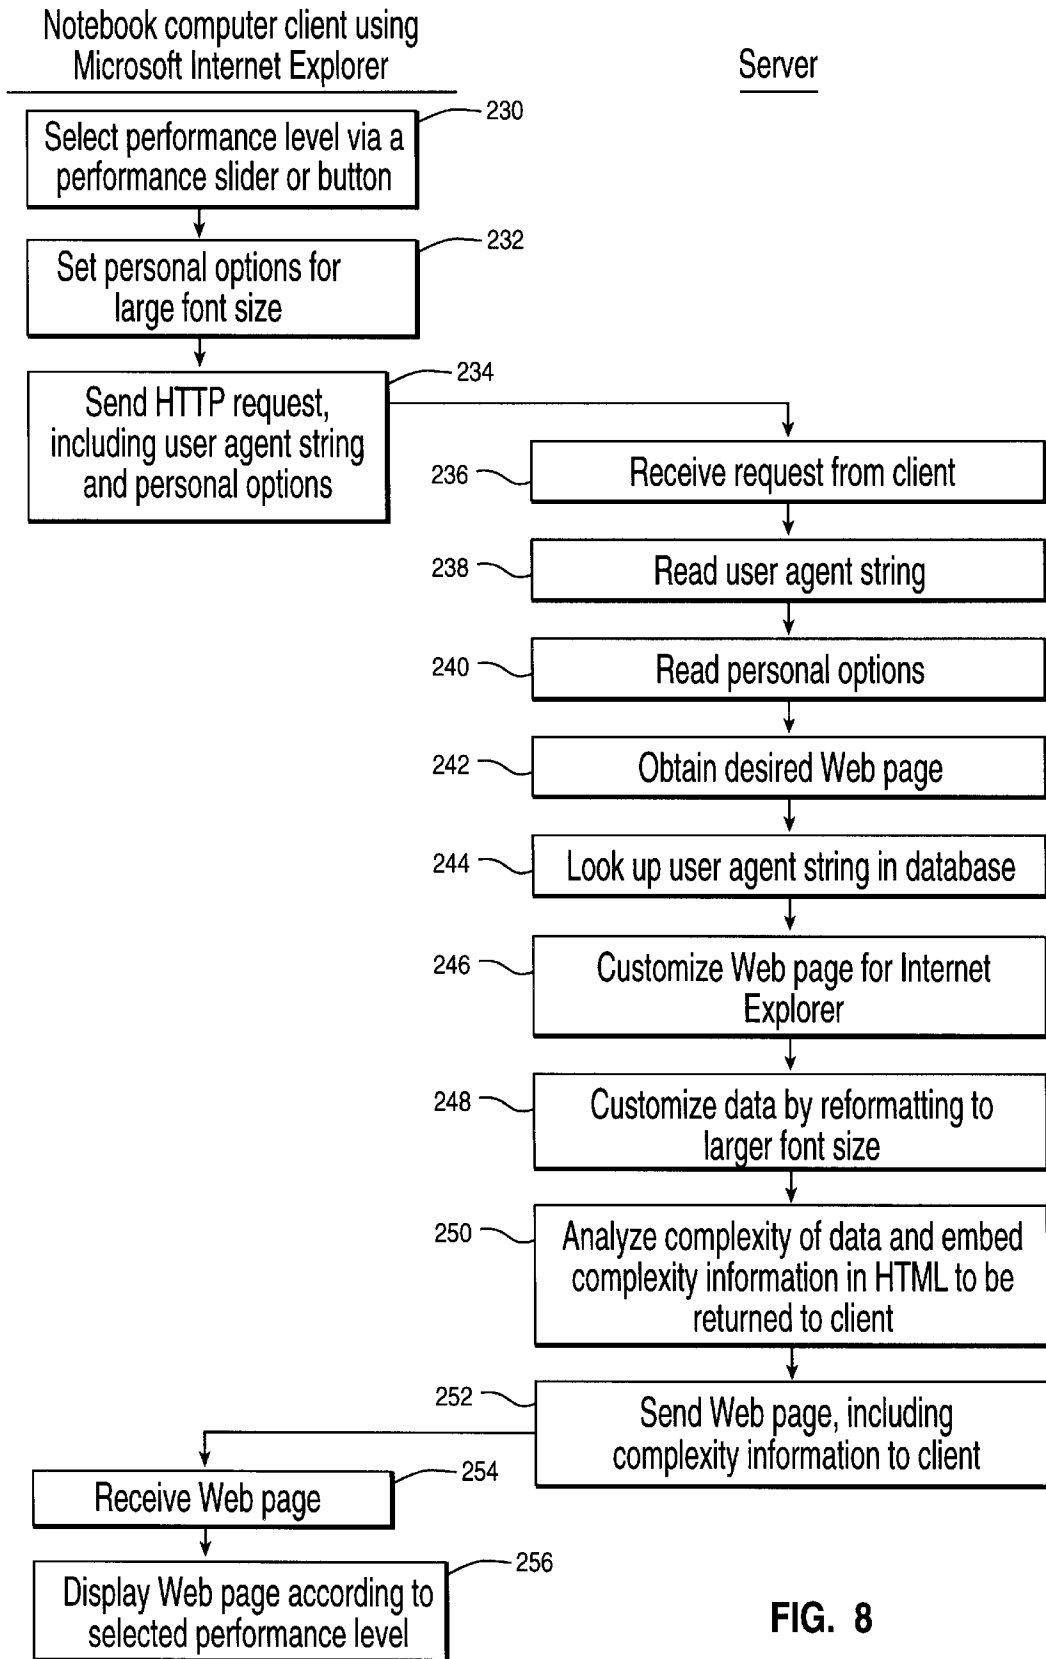 Notebook computer client using
Microsoft Internet Explorer
Server
230
Select performance level via a
performance slider or button
232
Set personal options for
large font size
234
Send HTTP request,
including user agent string
and personal options
236
Receive request from client
238
Read user agent string
240
Read personal options
242
Obtain desired Web page
244
Look up user agent string in database
246
Customize Web page for Internet
Explorer
248
Customize data by reformatting to
larger font size
250
Analyze complexity of data and embed
complexity information in HTML to be
returned to client
252
Send Web page, including
complexity information to client
254
Receive Web page
256
Display Web page according to
selected performance level
FIG. 8